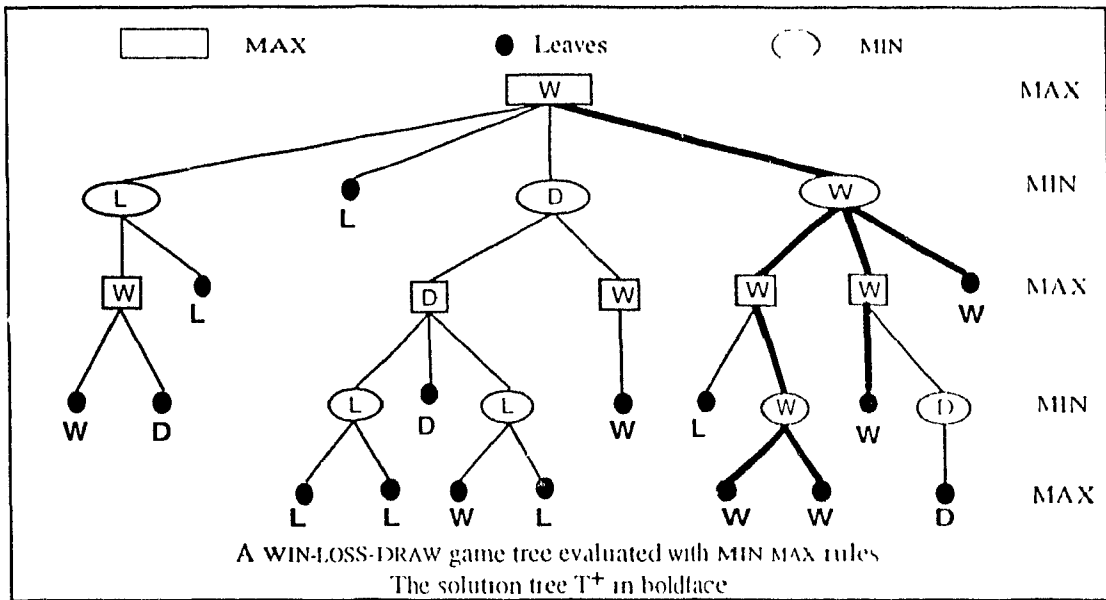 MAX Leaves MIN
W MAX
L D W MIN
L
W D W W W MAX
L W
L L W D MIN
W D D W L W
L L W L W W D MAX
A WIN-LOSS-DRAW game tree evaluated with MIN MAX rules
The solution tree T+ in boldface